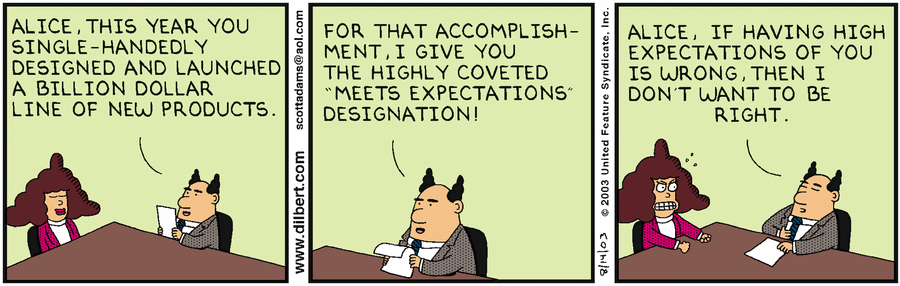 ALICE, THIS YEAR YOU
SINGLE-HANDEDLY
DESIGNED AND LAUNCHED
A BILLION DOLLAR
LINE OF NEW PRODUCTS.
www.dilbert.com
scottadams@aol.com
FOR THAT ACCOMPLISH-
MENT, I GIVE YOU
THE HIGHLY COVETED
"MEETS EXPECTATIONS"
DESIGNATION!
8/14/03
© 2003 United Feature Syndicate, Inc.
ALICE, IF HAVING HIGH
EXPECTATIONS OF YOU
IS WRONG, THEN I
DON'T WANT TO BE
RIGHT.